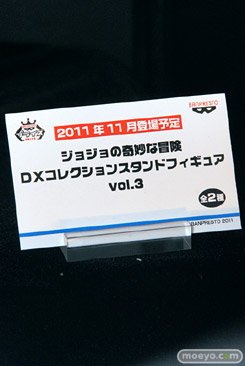 BANPRESTO
2011年11月登場予定
ジョジョの奇妙な冒険
DXコレクションスタンドフィギュア
vol.3
全2種
BANPRESTO 2011
moeyo.com